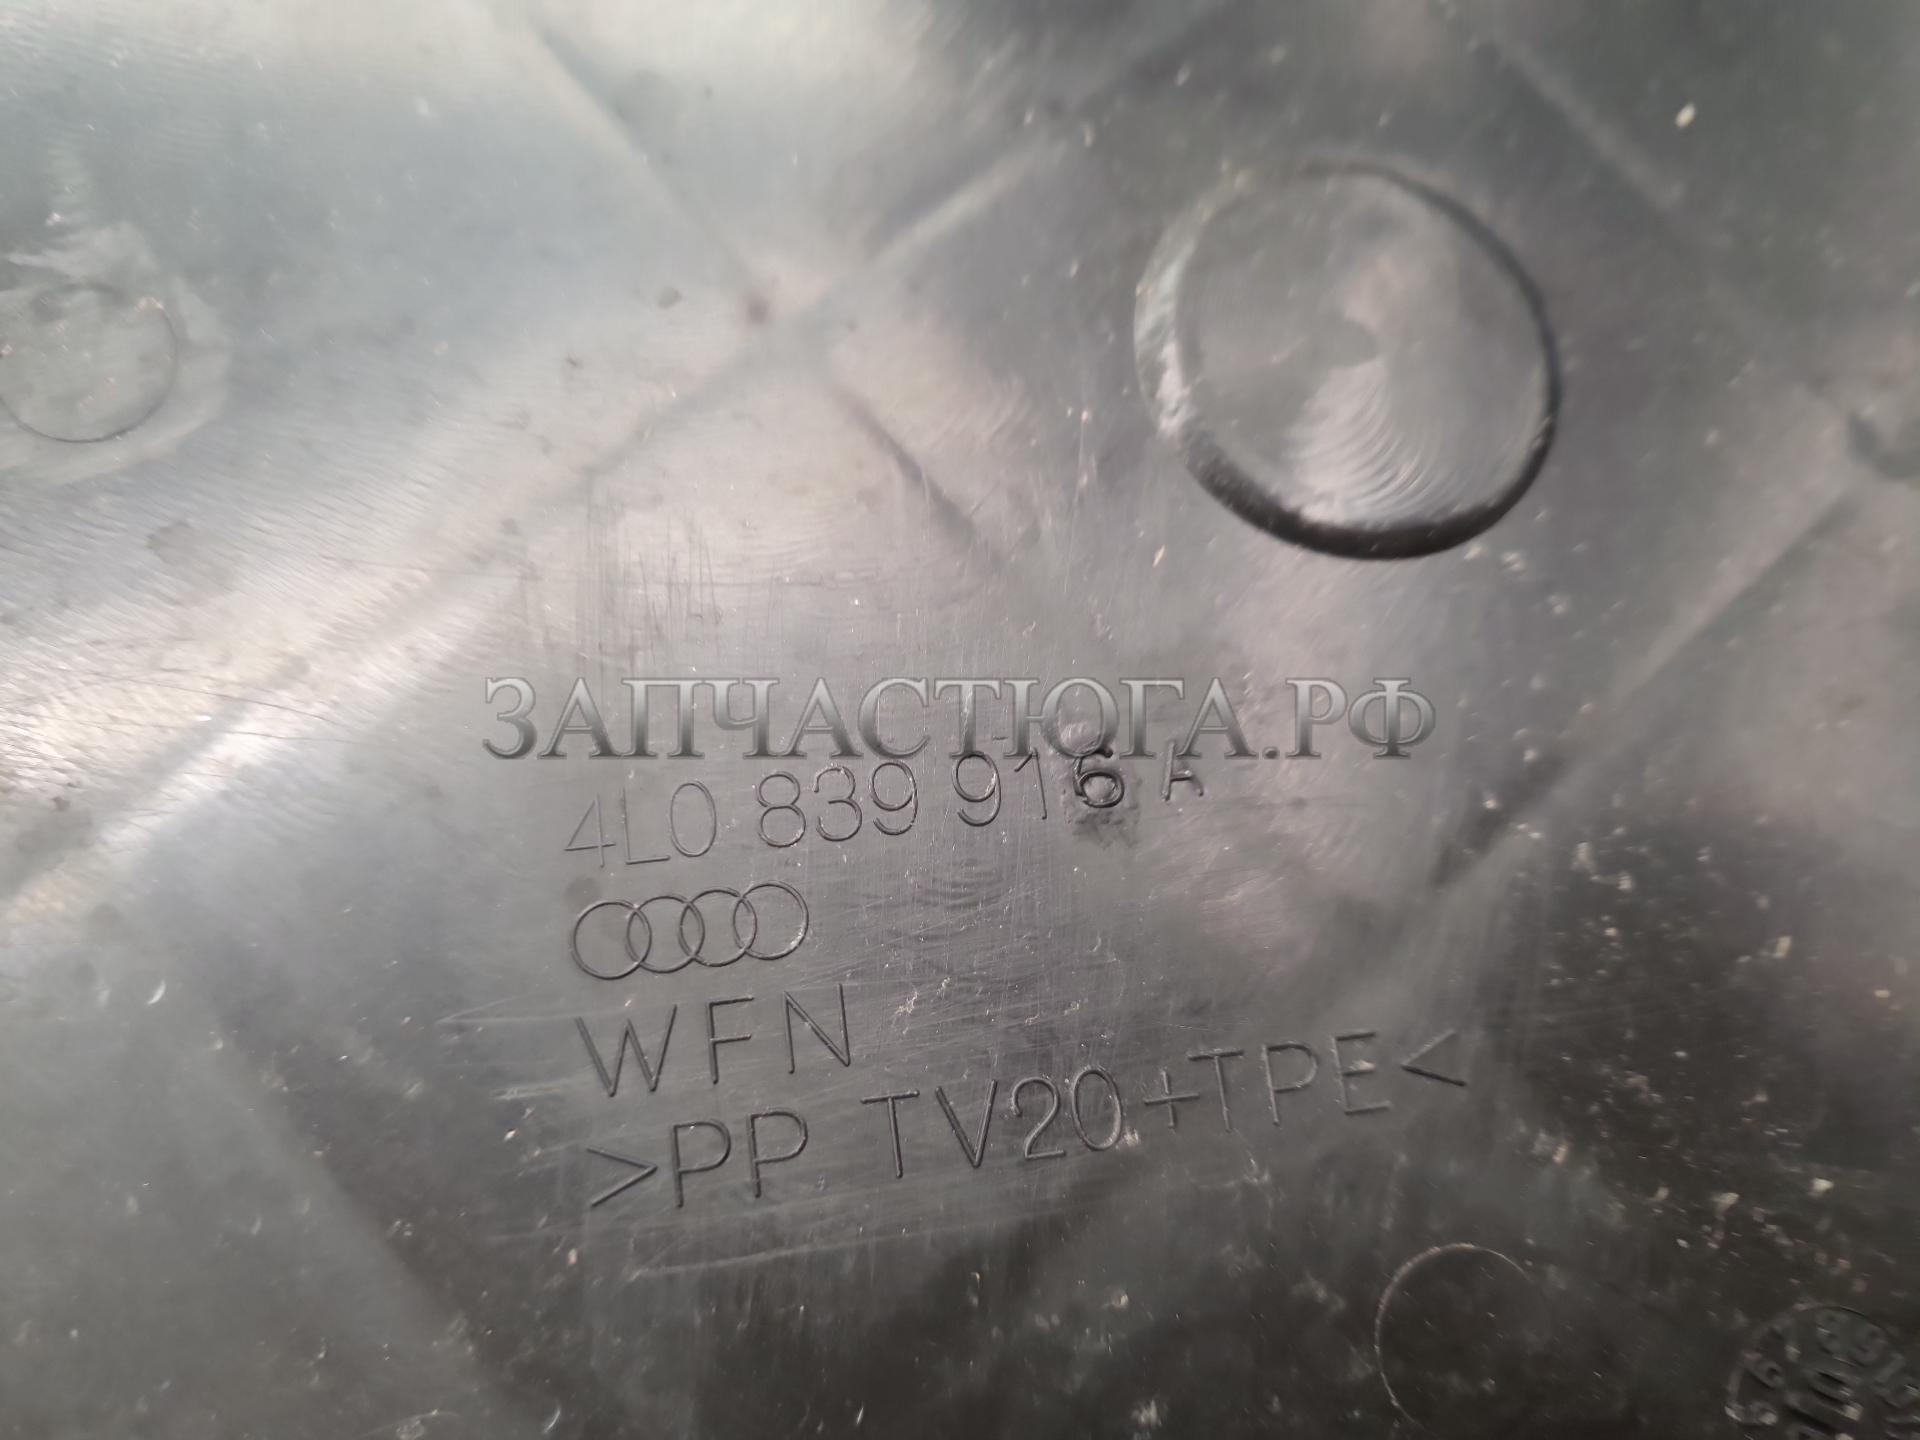 ЗАПЧАСТЮГА.РФ
4L0 839 916 A
WFN
>PP TV20+TPE<